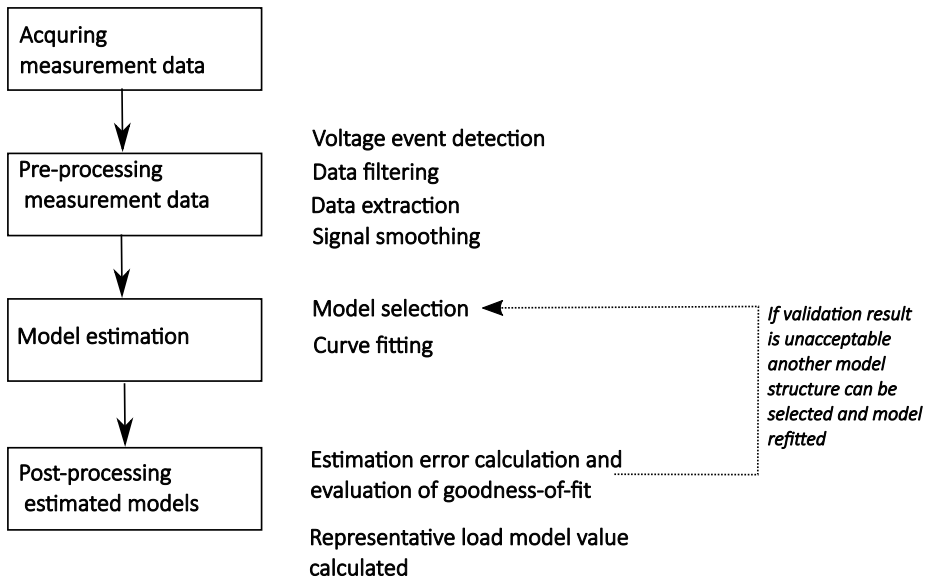 Acquring
measurement data
Voltage event detection
Pre-processing
measurement data
Data filtering
Data extraction
Signal smoothing
Model estimation
Model selection
Curve fitting
If validation result
is unacceptable
another model
structure can be
selected and model
refitted
Post-processing
estimated models
Estimation error calculation and
evaluation of goodness-of-fit
Representative load model value
calculated